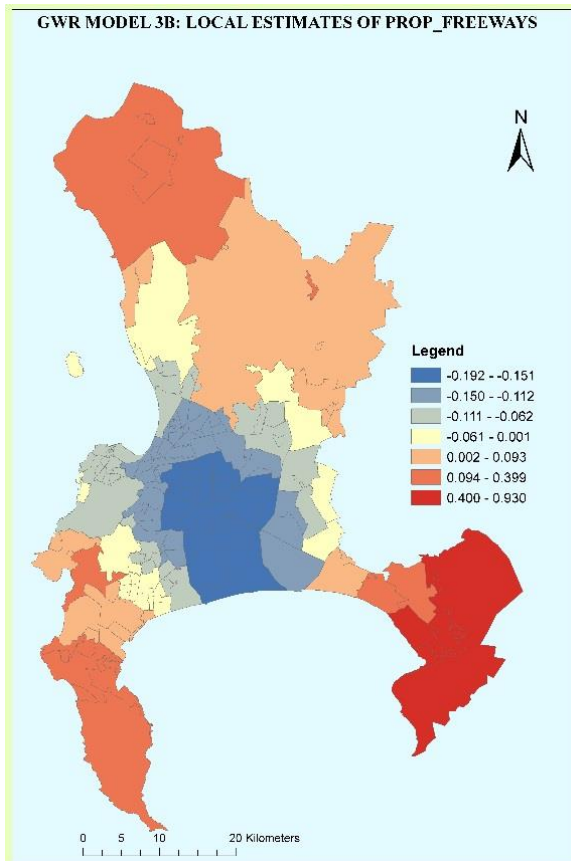 GWR MODEL 3B: LOCAL ESTIMATES OF PROP_FREEWAYS
N
Legend
-0.192 - -0.151
-0.150 - -0.112
-0.111 - -0.062
-0.061 - 0.001
0.002 - 0.093
0.094 - 0.399
0.400 - 0.930
0 5 10 20 Kilometers